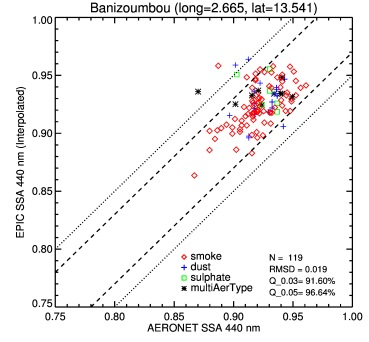 Banizoumbou (long=2.665, lat=13.541)
1.00
0.95
0.90
0.85
0.80
0.75
EPIC SSA 440 nm (Interpolated)
smoke
dust
sulphate
multiAerType
N = 119
RMSD = 0.019
Q_0.03= 91.60%
Q_0.05= 96.64%
0.75 0.80 0.85 0.90 0.95 1.00
AERONET SSA 440 nm